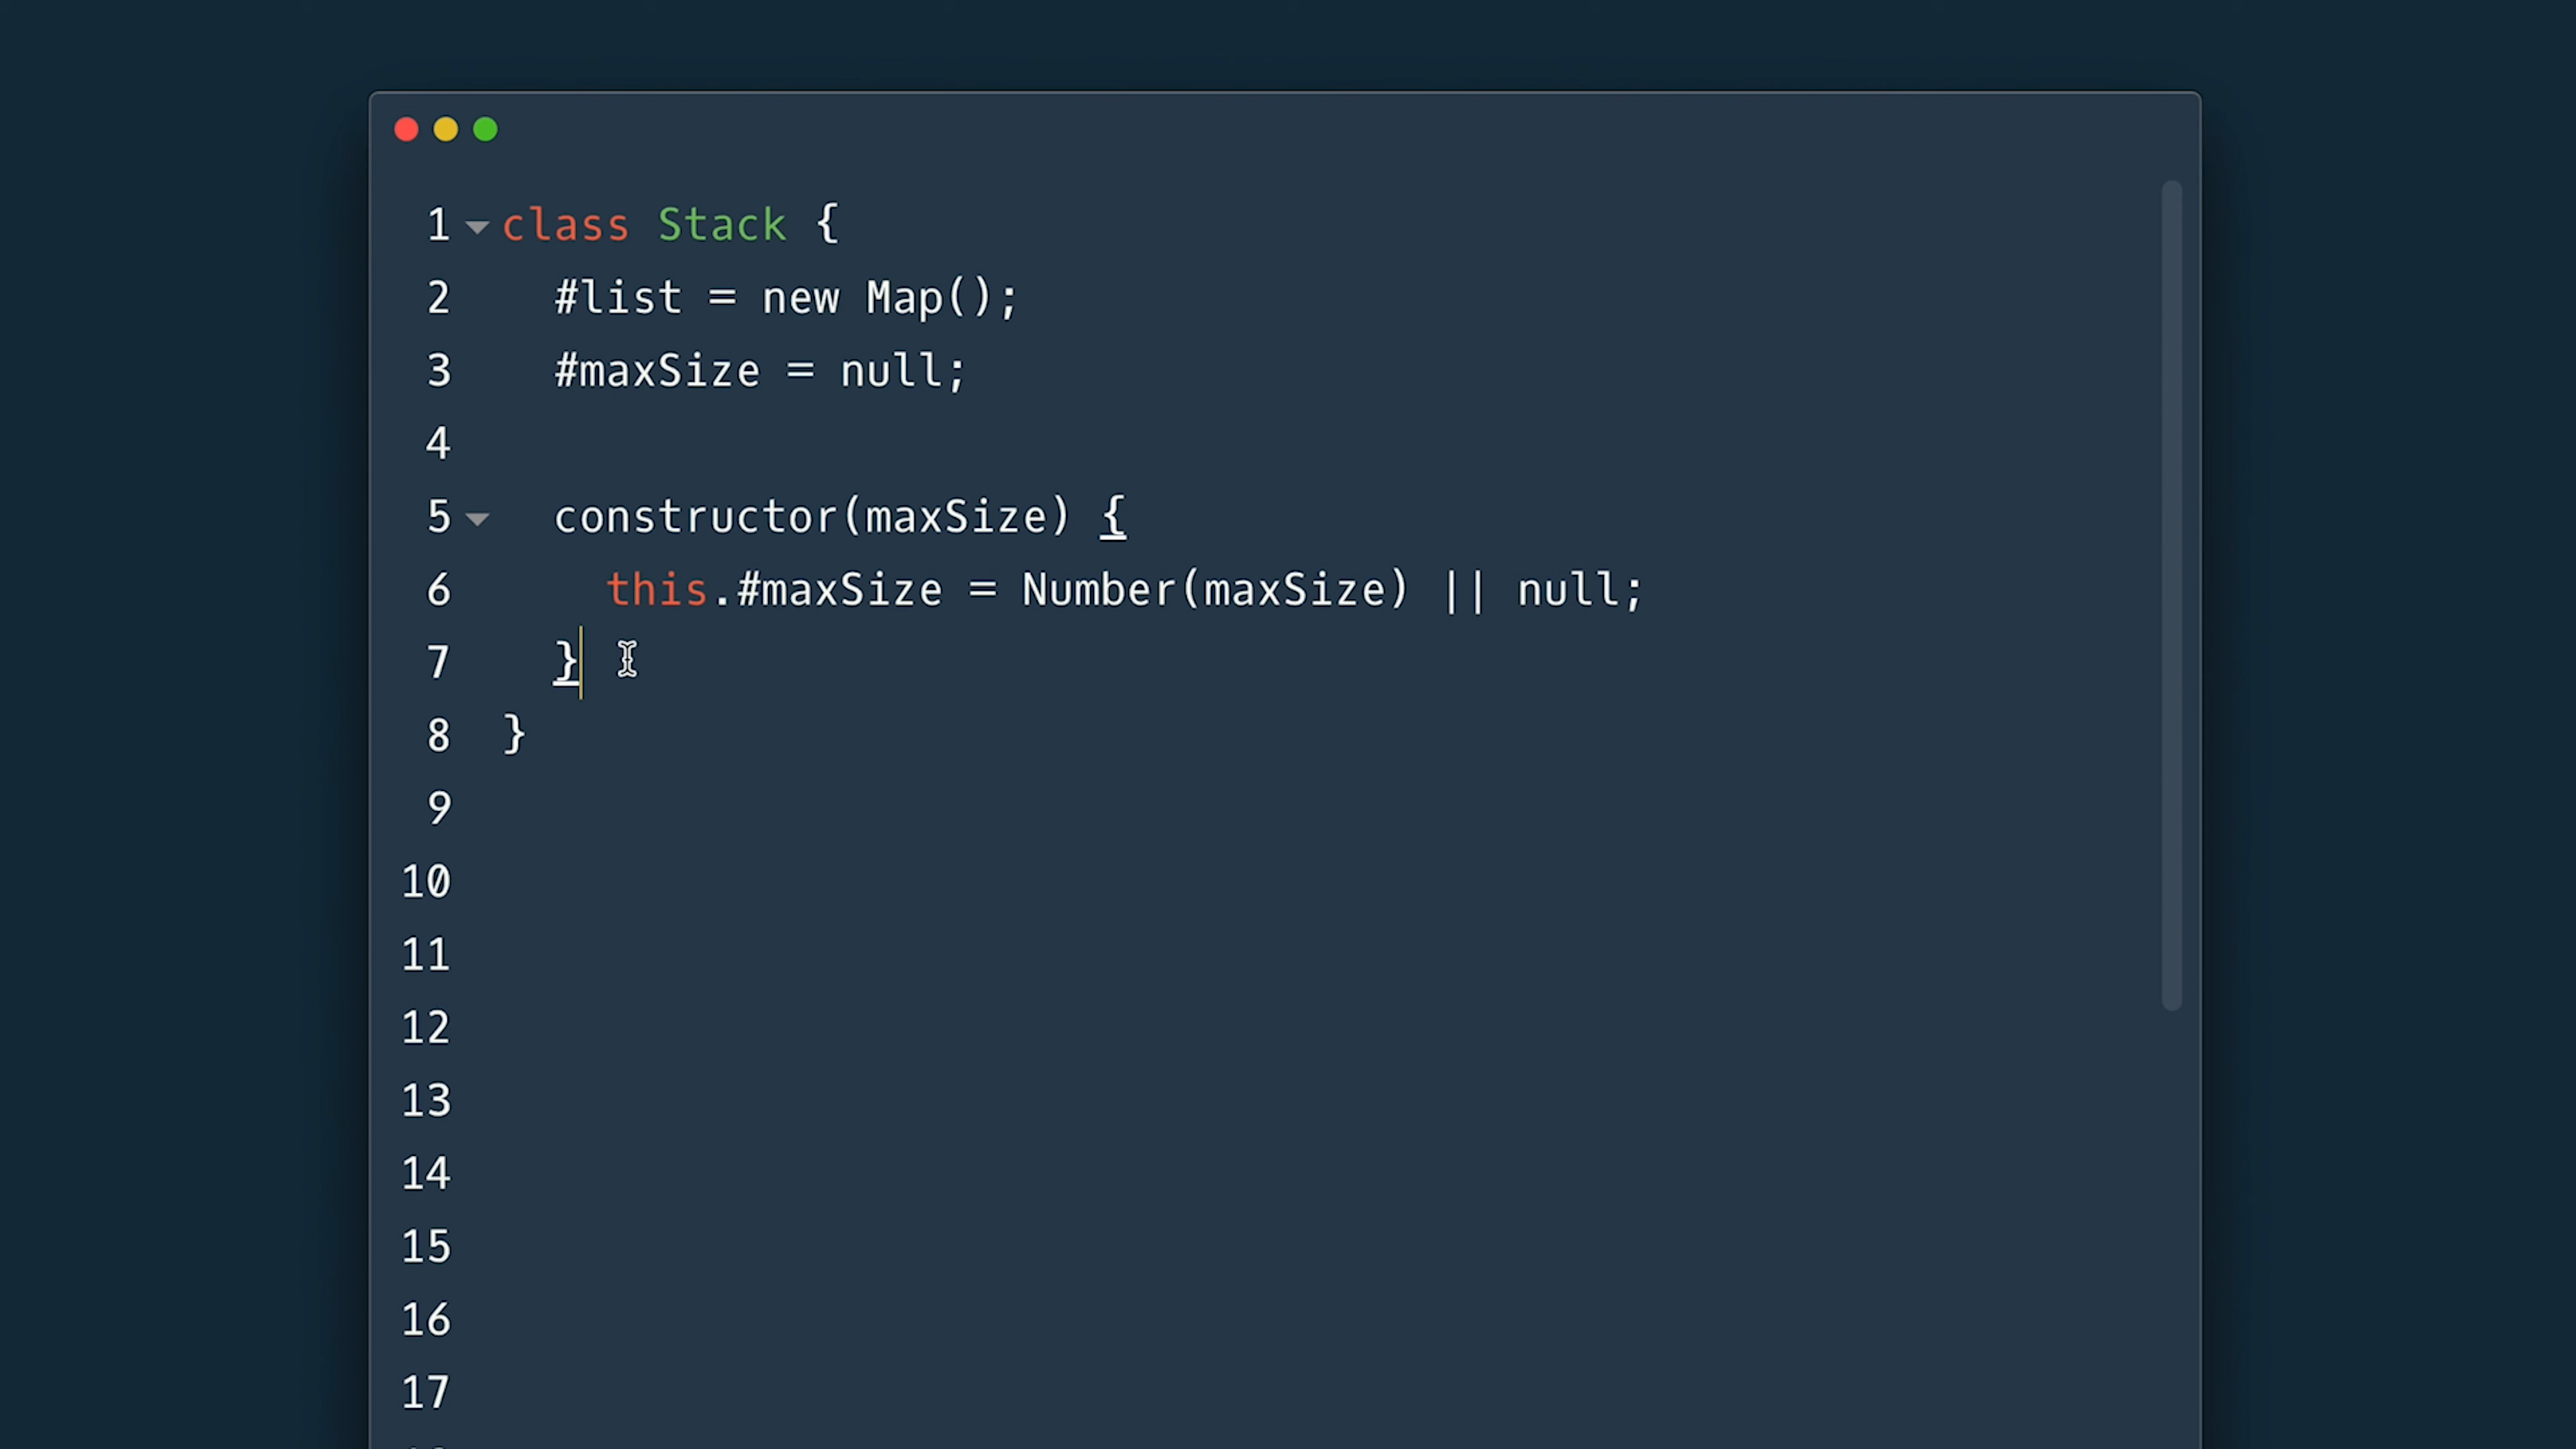 1 class Stack {
2 #list = new Map();
3 #maxSize = null;
4
5 constructor(maxSize) {
6 this.#maxSize = Number(maxSize) || null;
7 }
8 }
9
10
11
12
13
14
15
16
17